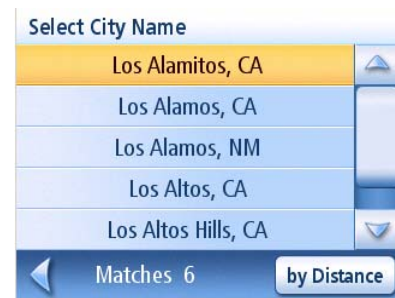 Select City Name
Los Alamitos, CA
Los Alamos, CA
Los Alamos, NM
Los Altos, CA
Los Altos Hills, CA
Matches 6
by Distance